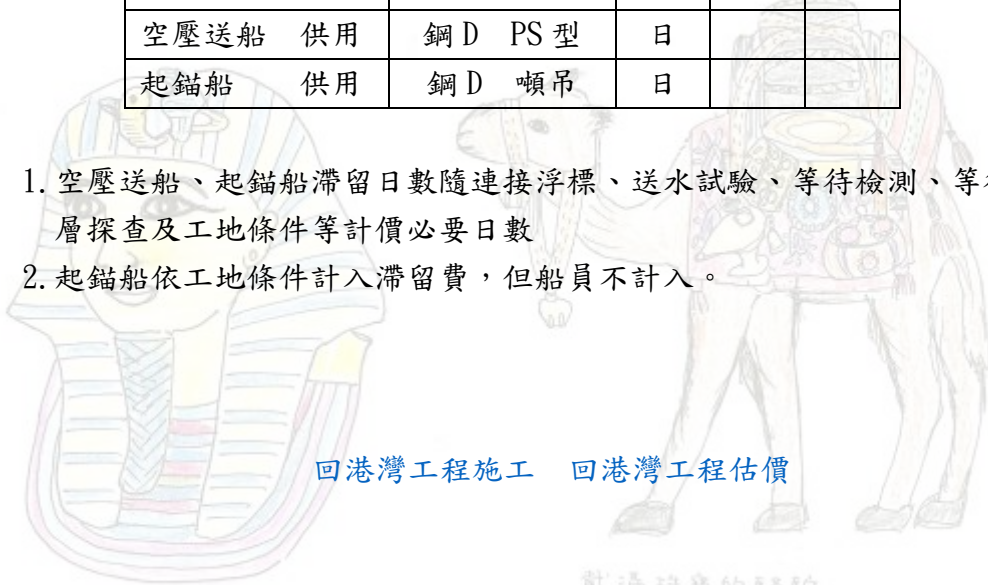 空壓送船 供用 鋼D PS型 日
起錨船 供用 鋼D 噸吊 日
1.空壓送船、起錨船滯留日數隨連接浮標、送水試驗、等待檢測、等
層探查及工地條件等計價必要日數
2.起錨船依工地條件計入滯留費,但船員不計入。
回港灣工程施工 回港灣工程估價